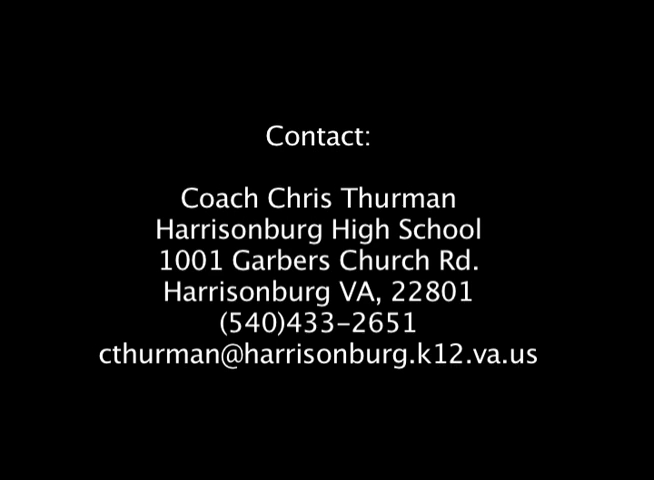 Contact:
Coach Chris Thurman
Harrisonburg High School
1001 Garbers Church Rd.
Harrisonburg VA, 22801
(540)433-2651
cthurman@harrisonburg.k12.va.us